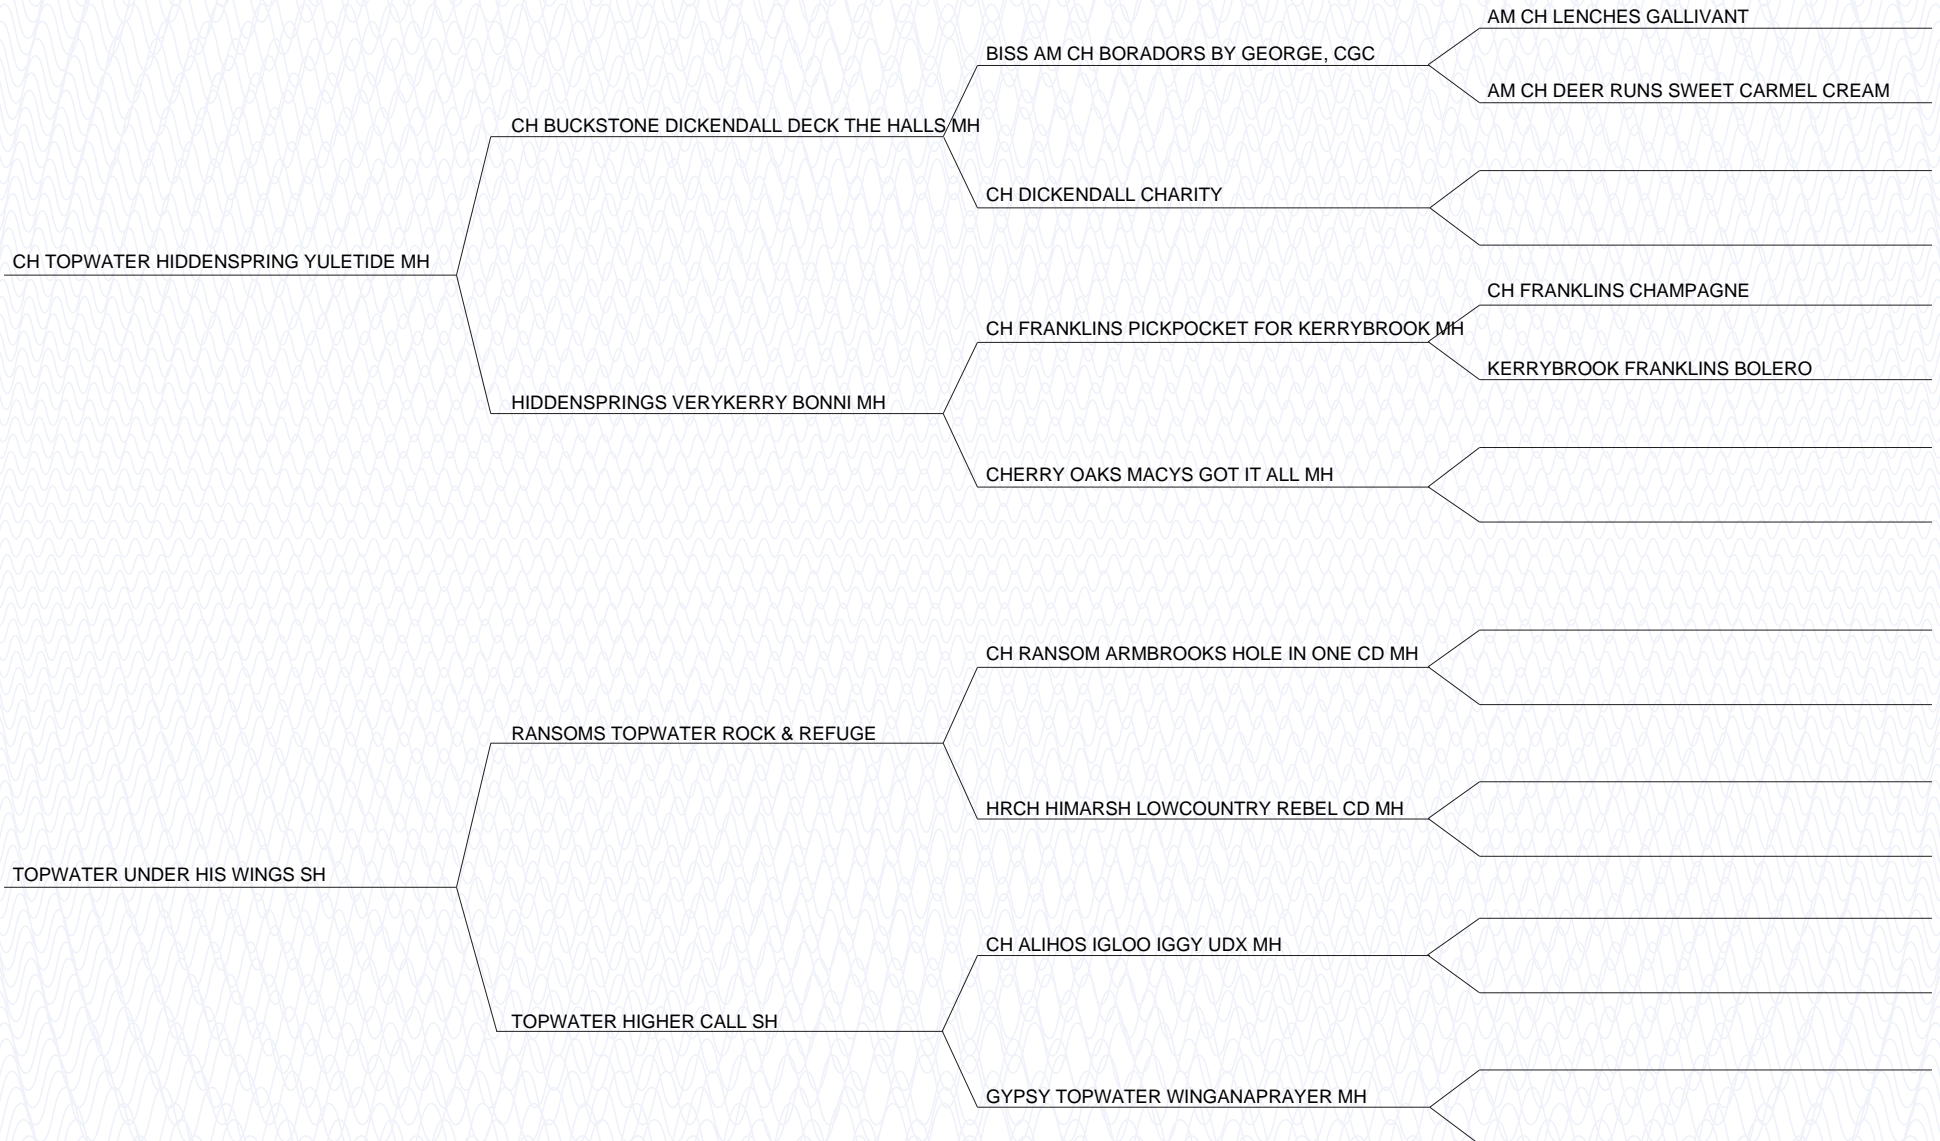 AM CH LENCHES GALLIVANT
BISS AM CH BORADORS BY GEORGE, CGC
AM CH DEER RUNS SWEET CARMEL CREAM
CH BUCKSTONE DICKENDALL DECK THE HALLS MH
CH DICKENDALL CHARITY
CH TOPWATER HIDDENSPRING YULETIDE MH
CH FRANKLINS CHAMPAGNE
CH FRANKLINS PICKPOCKET FOR KERRYBROOK MH
KERRYBROOK FRANKLINS BOLERO
HIDDENSPRINGS VERYKERRY BONNI MH
CHERRY OAKS MACYS GOT IT ALL MH
CH RANSOM ARMBROOKS HOLE IN ONE CD MH
RANSOMS TOPWATER ROCK & REFUGE
HRCH HIMARSH LOWCOUNTRY REBEL CD MH
TOPWATER UNDER HIS WINGS SH
CH ALIHOS IGLOO IGGY UDX MH
TOPWATER HIGHER CALL SH
GYPSY TOPWATER WINGANAPRAYER MH